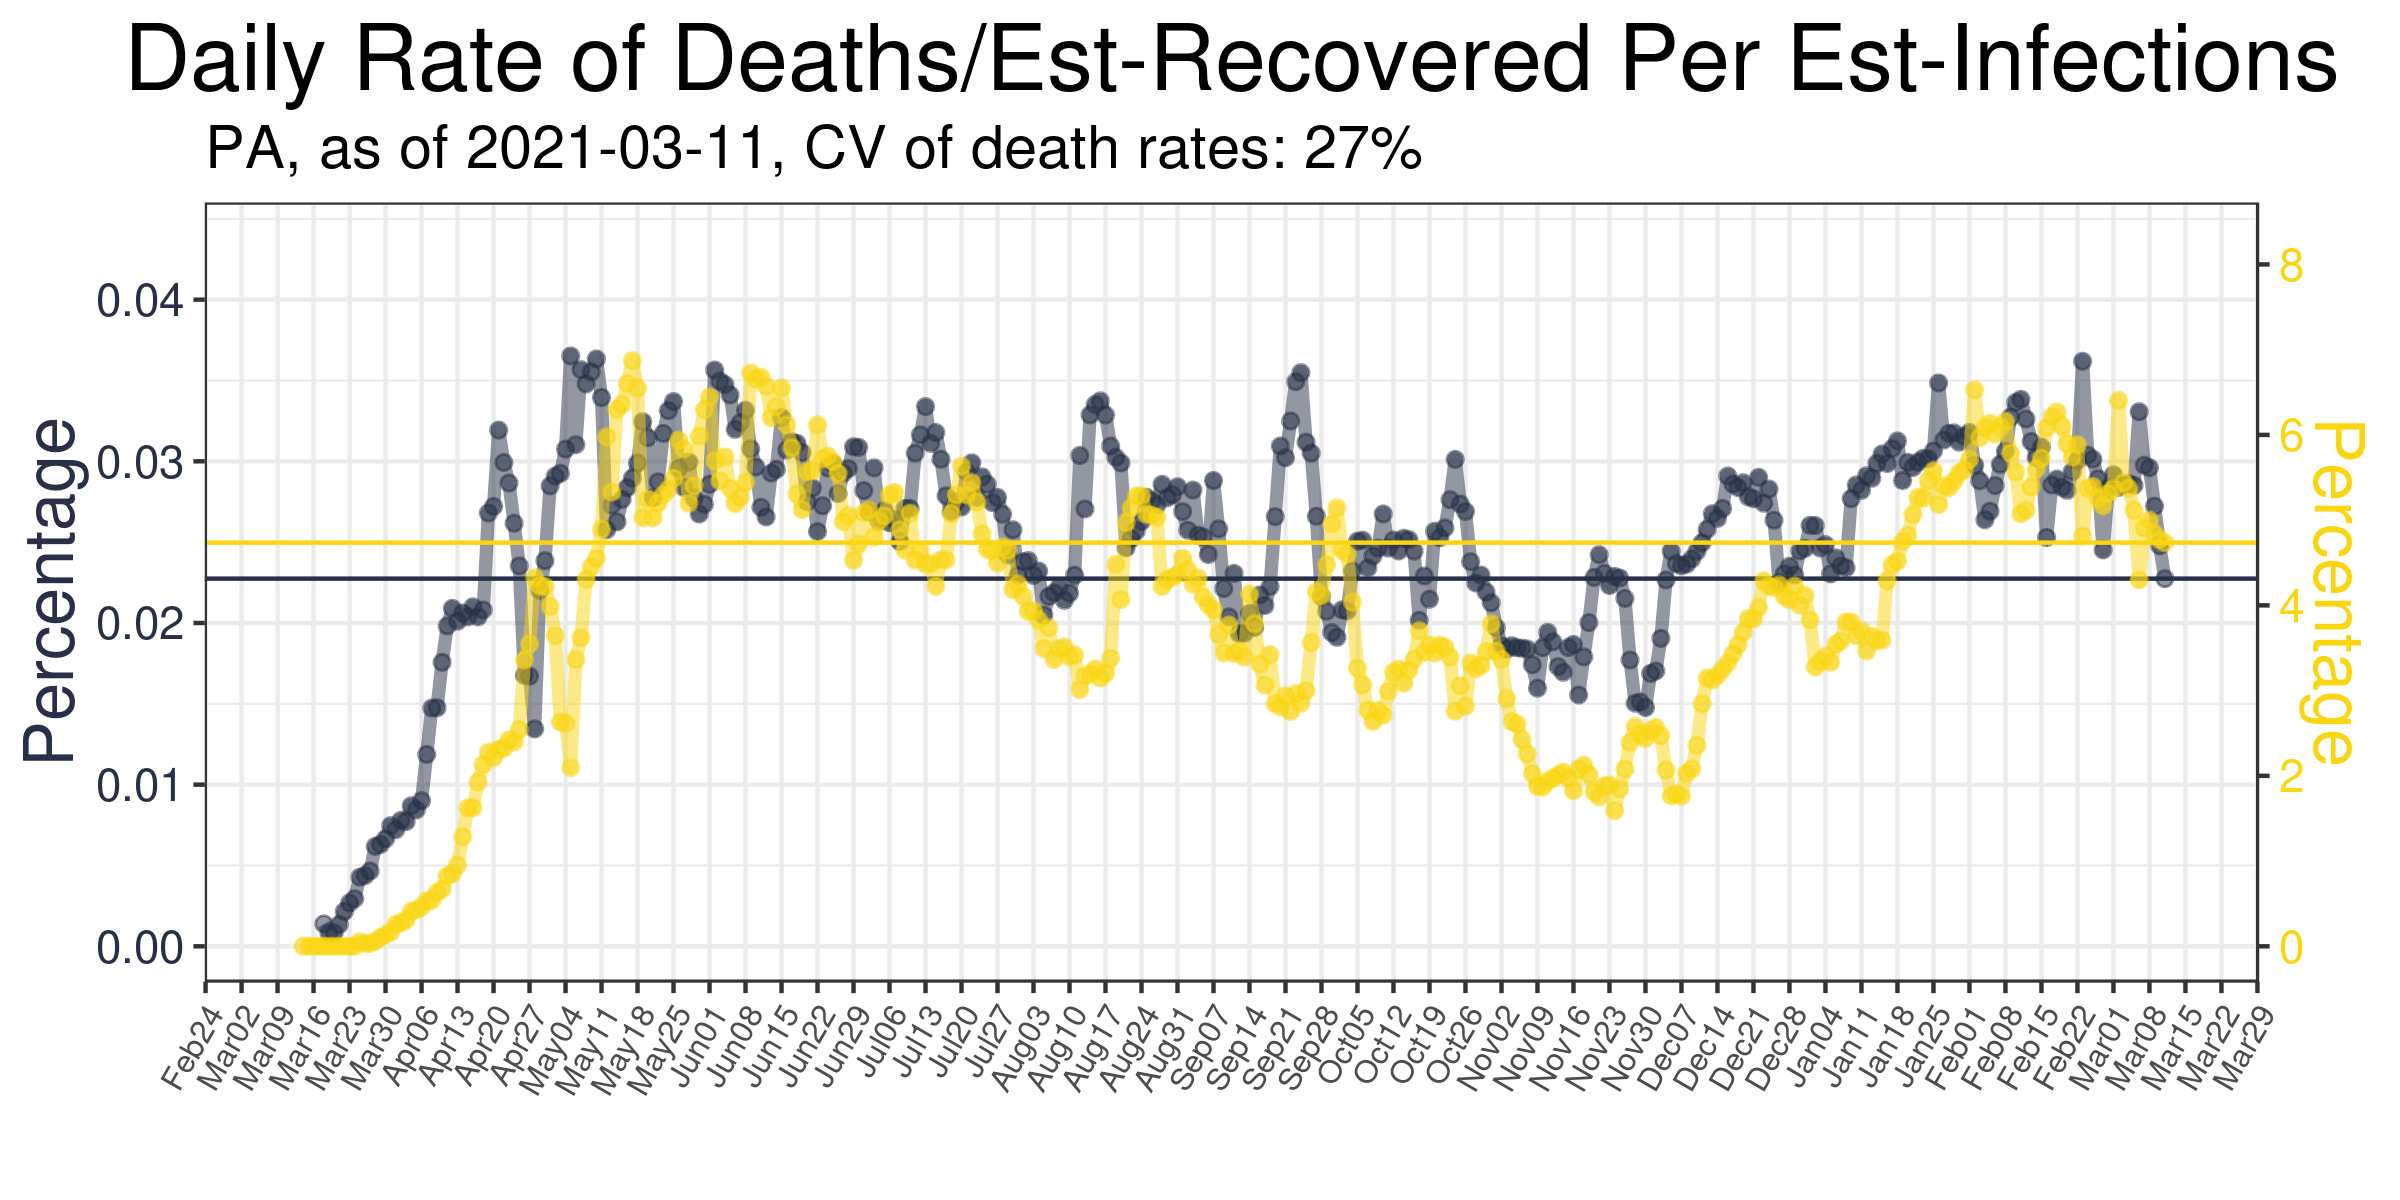 Daily Rate of Deaths/Est-Recovered Per Est-Infections
PA, as of 2021-03-11, CV of death rates: 27%
Percentage
0.04
0.03
0.02
0.01
0.00
8
6
4
2
0
Percentage
Feb24
Mar02
Mar09
Mar16
Mar23
Mar30
Apr06
Apr13
Apr20
Apr27
May04
May11
May18
May25
Jun01
Jun08
Jun15
Jun22
Jun29
Jul06
Jul13
Jul20
Jul27
Aug03
Aug10
Aug17
Aug24
Aug31
Sep07
Sep14
Sep21
Sep28
Oct05
Oct12
Oct19
Oct26
Nov02
Nov09
Nov16
Nov23
Nov30
Dec07
Dec14
Dec21
Dec28
Jan04
Jan11
Jan18
Jan25
Feb01
Feb08
Feb15
Feb22
Mar01
Mar08
Mar15
Mar22
Mar29